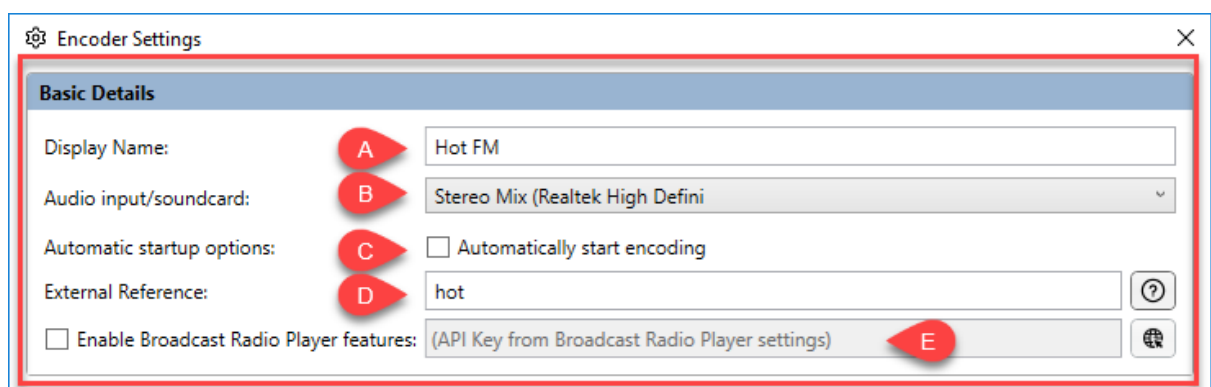 Encoder Settings
Basic Details
Display Name: A Hot FM
Audio input/soundcard: B Stereo Mix (Realtek High Defini
Automatic startup options: C Automatically start encoding
External Reference: D hot ?
Enable Broadcast Radio Player features: (API Key from Broadcast Radio Player settings) E